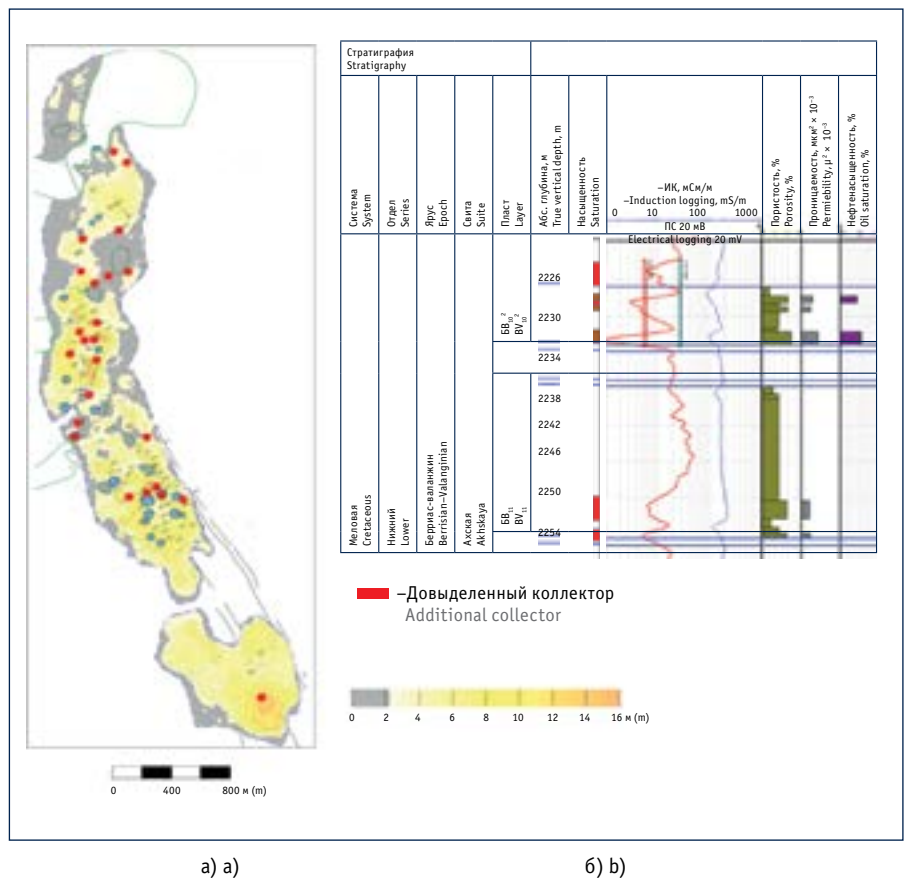 Стратиграфия
Stratigraphy
Система
System
Отдел
Series
Ярус
Epoch
Свита
Suite
Пласт
Layer
Абс. глубина, м
True vertical depth, m
Насыщенность
Saturation
–ИК, мСм/м
–Induction logging, mS/m
0 10 100 1000
ПС 20 мВ
Electrical logging 20 mV
Пористость, %
Porosity, %
Проницаемость, мкм² × 10⁻³
Permiebility, µ² × 10⁻³
Нефтенасыщенность, %
Oil saturation, %
Меловая
Cretaceous
Нижний
Lower
Берриас-валанжин
Berrisian–Valanginian
Ахская
Akhskaya
БВ₁₀²
BV₁₀²
БВ₁₁
BV₁₁
2226
2230
2234
2238
2242
2246
2250
2254
–Довыделенный коллектор
Additional collector
0 2 4 6 8 10 12 14 16 м (m)
0 400 800 м (m)
а) a)
б) b)